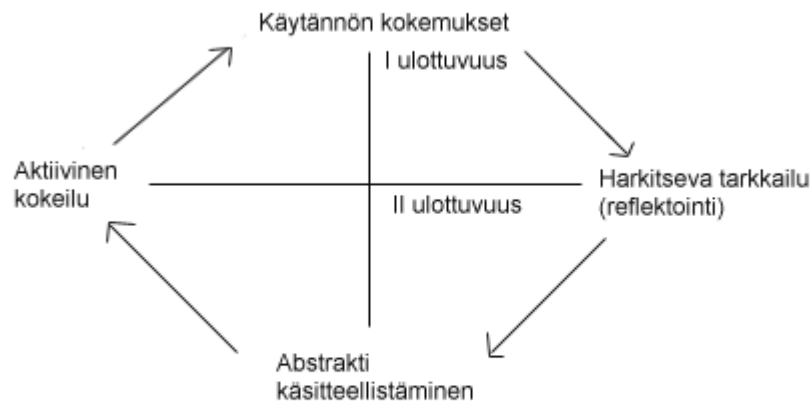 Käytännön kokemukset
I ulottuvuus
Aktiivinen
kokeilu
Harkitseva tarkkailu
(reflektointi)
II ulottuvuus
Abstrakti
käsitteellistäminen